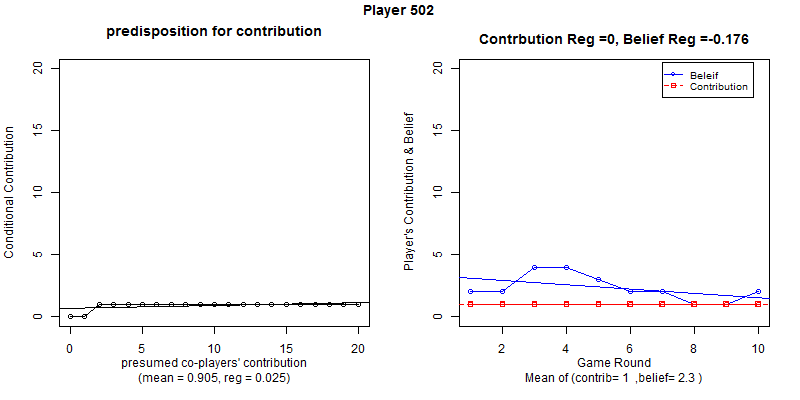 Player 502
predisposition for contribution
Conditional Contribution
20
15
10
5
0
0 5 10 15 20
presumed co-players' contribution
(mean = 0.905, reg = 0.025)
Contrbution Reg =0, Belief Reg =-0.176
Player's Contribution & Belief
20
15
10
5
0
Beleif
Contribution
2 4 6 8 10
Game Round
Mean of (contrib= 1 ,belief= 2.3 )